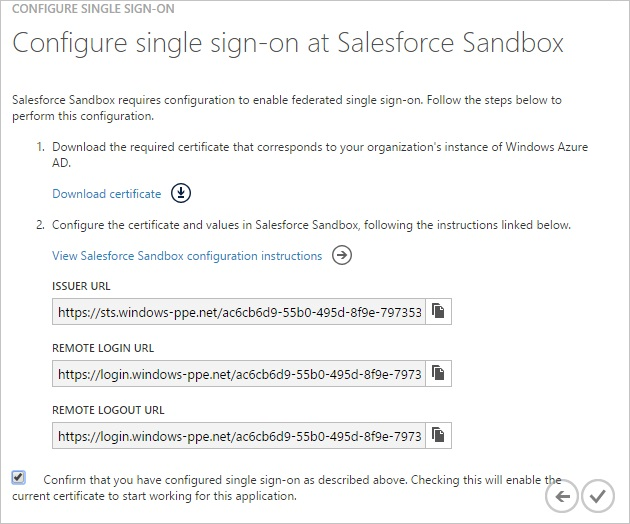 CONFIGURE SINGLE SIGN-ON
Configure single sign-on at Salesforce Sandbox
Salesforce Sandbox requires configuration to enable federated single sign-on. Follow the steps below to
perform this configuration.
1. Download the required certificate that corresponds to your organization's instance of Windows Azure
AD.
Download certificate
2. Configure the certificate and values in Salesforce Sandbox, following the instructions linked below.
View Salesforce Sandbox configuration instructions
ISSUER URL
https://sts.windows-ppe.net/ac6cb6d9-55b0-495d-8f9e-797353
REMOTE LOGIN URL
https://login.windows-ppe.net/ac6cb6d9-55b0-495d-8f9e-7973
REMOTE LOGOUT URL
https://login.windows-ppe.net/ac6cb6d9-55b0-495d-8f9e-7973
Confirm that you have configured single sign-on as described above. Checking this will enable the
current certificate to start working for this application.